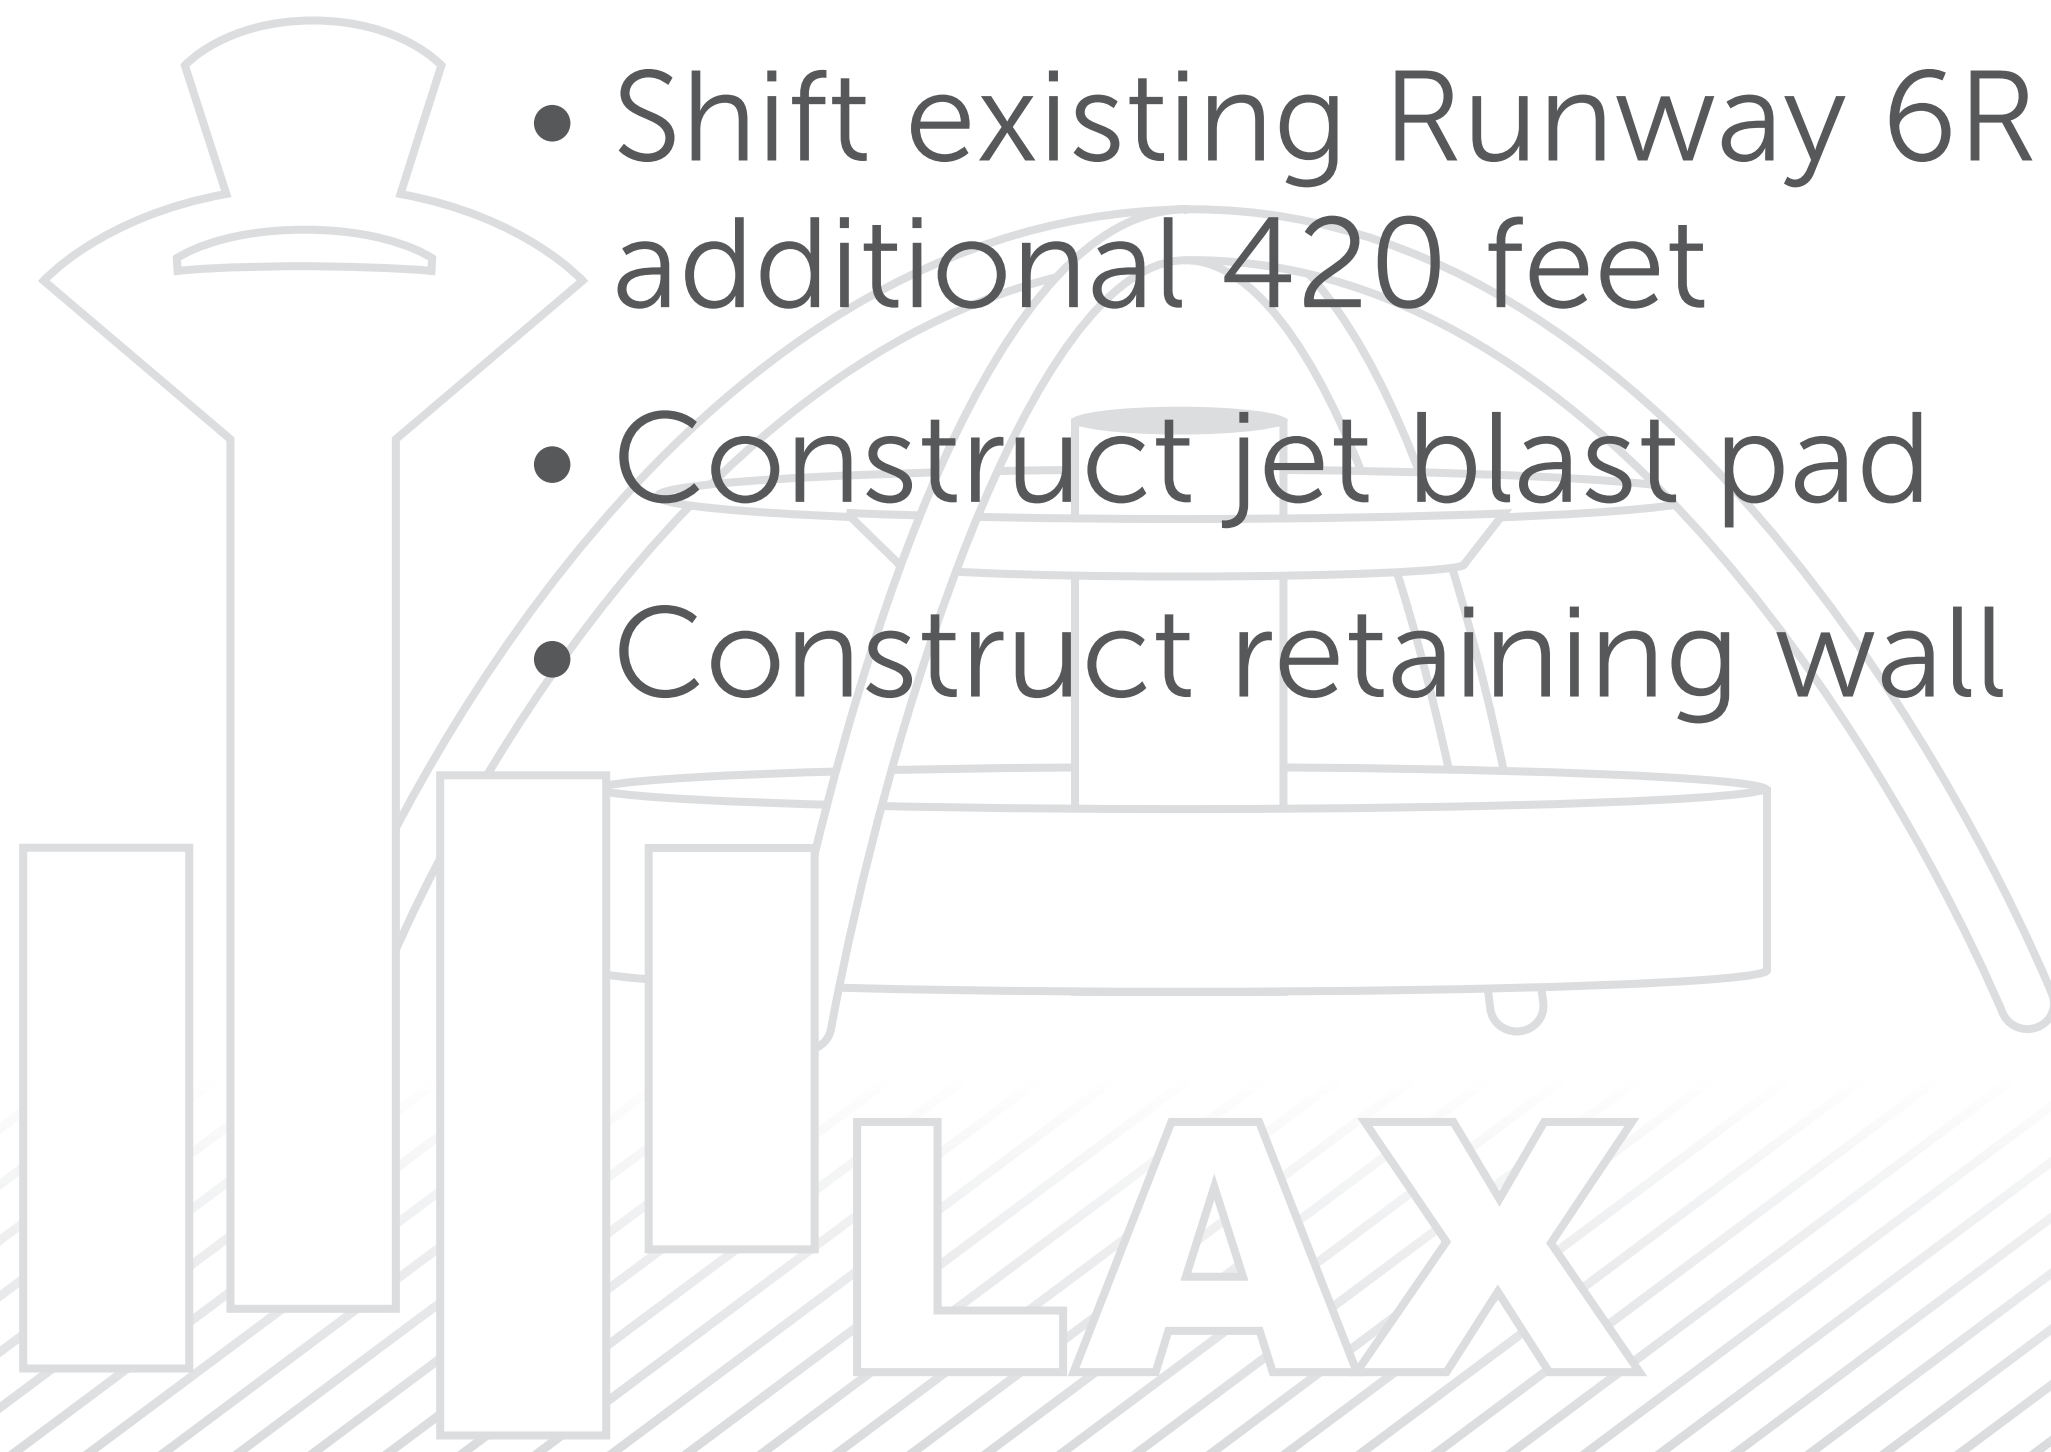 • Shift existing Runway 6R
additional 420 feet
• Construct jet blast pad
• Construct retaining wall
LAX